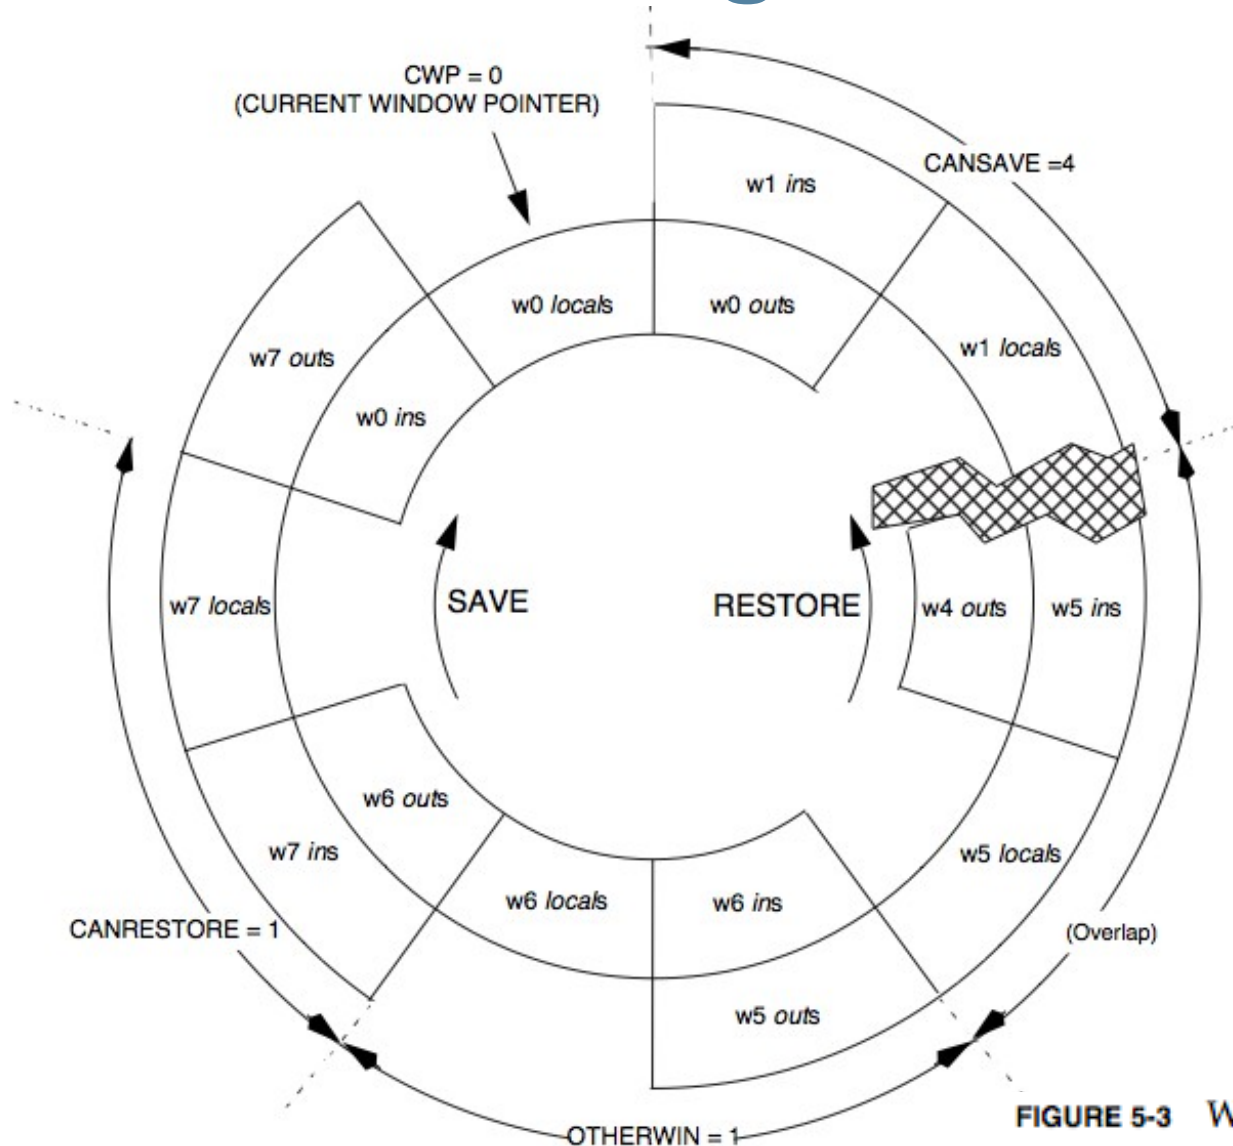 CWP = 0
(CURRENT WINDOW POINTER)
CANSAVE =4
w1 ins
w0 locals
w0 outs
w1 locals
w7 outs
w0 ins
w7 locals
SAVE
RESTORE
w4 outs
w5 ins
w6 outs
w7 ins
w5 locals
w6 locals
w6 ins
CANRESTORE = 1
(Overlap)
w5 outs
FIGURE 5-3 W
OTHERWIN = 1